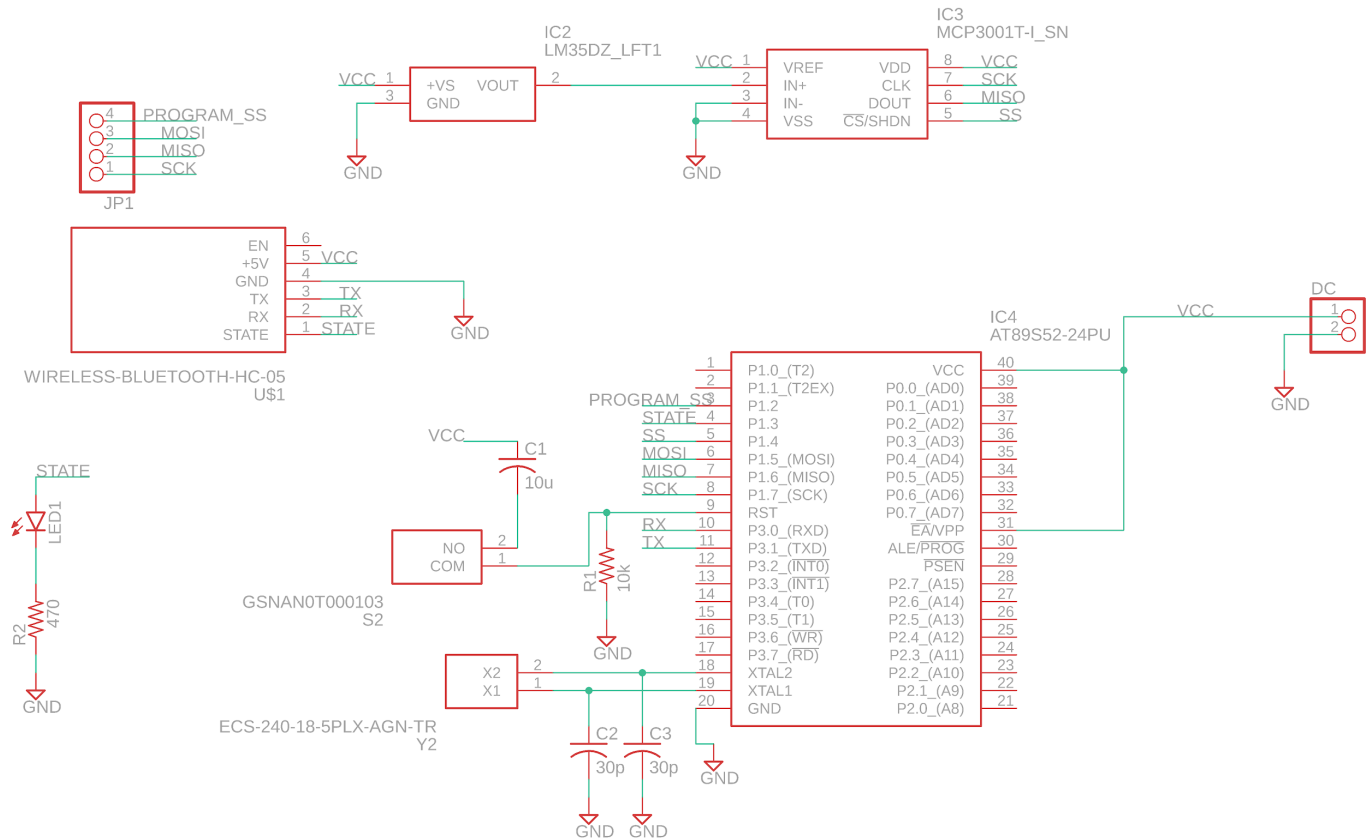 IC3
MCP3001T-I_SN
IC2
LM35DZ_LFT1
VCC 1 +VS VOUT 2
3 GND
GND
VCC 1 VREF VDD 8 VCC
2 IN+ CLK 7 SCK
3 IN- DOUT 6 MISO
4 VSS CS/SHDN 5 SS
GND
4 PROGRAM_SS
3 MOSI
2 MISO
1 SCK
JP1
EN 6
+5V 5 VCC
GND 4
TX 3 TX
RX 2 RX
STATE 1 STATE
GND
WIRELESS-BLUETOOTH-HC-05
U$1
DC
VCC 1
2
GND
IC4
AT89S52-24PU
1 P1.0_(T2) VCC 40
2 P1.1_(T2EX) P0.0_(AD0) 39
PROGRAM_SS 3 P1.2 P0.1_(AD1) 38
STATE 4 P1.3 P0.2_(AD2) 37
SS 5 P1.4 P0.3_(AD3) 36
MOSI 6 P1.5_(MOSI) P0.4_(AD4) 35
MISO 7 P1.6_(MISO) P0.5_(AD5) 34
SCK 8 P1.7_(SCK) P0.6_(AD6) 33
9 RST P0.7_(AD7) 32
RX 10 P3.0_(RXD) EA/VPP 31
TX 11 P3.1_(TXD) ALE/PROG 30
12 P3.2_(INT0) PSEN 29
13 P3.3_(INT1) P2.7_(A15) 28
14 P3.4_(T0) P2.6_(A14) 27
15 P3.5_(T1) P2.5_(A13) 26
16 P3.6_(WR) P2.4_(A12) 25
17 P3.7_(RD) P2.3_(A11) 24
18 XTAL2 P2.2_(A10) 23
19 XTAL1 P2.1_(A9) 22
20 GND P2.0_(A8) 21
GND
VCC
C1
10u
NO 2
COM 1
GSNAN0T000103
S2
R1
10k
GND
STATE
LED1
R2
470
GND
X2 2
X1 1
ECS-240-18-5PLX-AGN-TR
Y2
C2
30p
GND
C3
30p
GND